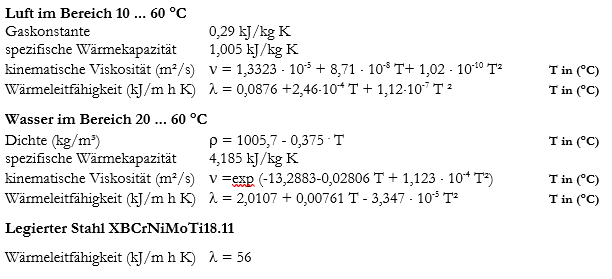 Luft im Bereich 10 ... 60 °C
Gaskonstante 0,29 kJ/kg K
spezifische Wärmekapazität 1,005 kJ/kg K
kinematische Viskosität (m²/s) ν = 1,3323 · 10⁻⁵ + 8,71 · 10⁻⁸ T+ 1,02 · 10⁻¹⁰ T² T in (°C)
Wärmeleitfähigkeit (kJ/m h K) λ = 0,0876 +2,46·10⁻⁴ T + 1,12·10⁻⁷ T ² T in (°C)
Wasser im Bereich 20 ... 60 °C
Dichte (kg/m³) ρ = 1005,7 - 0,375 · T T in (°C)
spezifische Wärmekapazität 4,185 kJ/kg K
kinematische Viskosität (m²/s) ν =exp (-13,2883-0,02806 T + 1,123 · 10⁻⁴ T²) T in (°C)
Wärmeleitfähigkeit (kJ/m h K) λ = 2,0107 + 0,00761 T - 3,347 · 10⁻⁵ T² T in (°C)
Legierter Stahl XBCrNiMoTi18.11
Wärmeleitfähigkeit (kJ/m h K) λ = 56